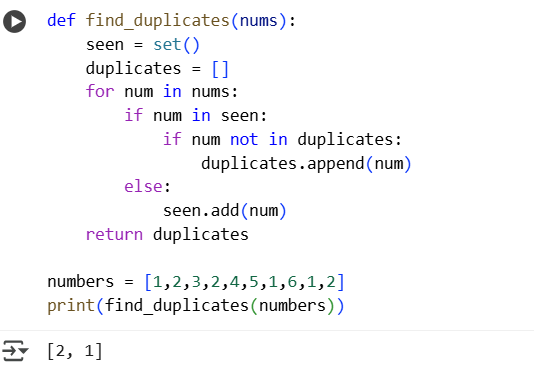 def find_duplicates(nums):
    seen = set()
    duplicates = []
    for num in nums:
        if num in seen:
            if num not in duplicates:
                duplicates.append(num)
        else:
            seen.add(num)
    return duplicates

numbers = [1,2,3,2,4,5,1,6,1,2]
print(find_duplicates(numbers))
[2, 1]